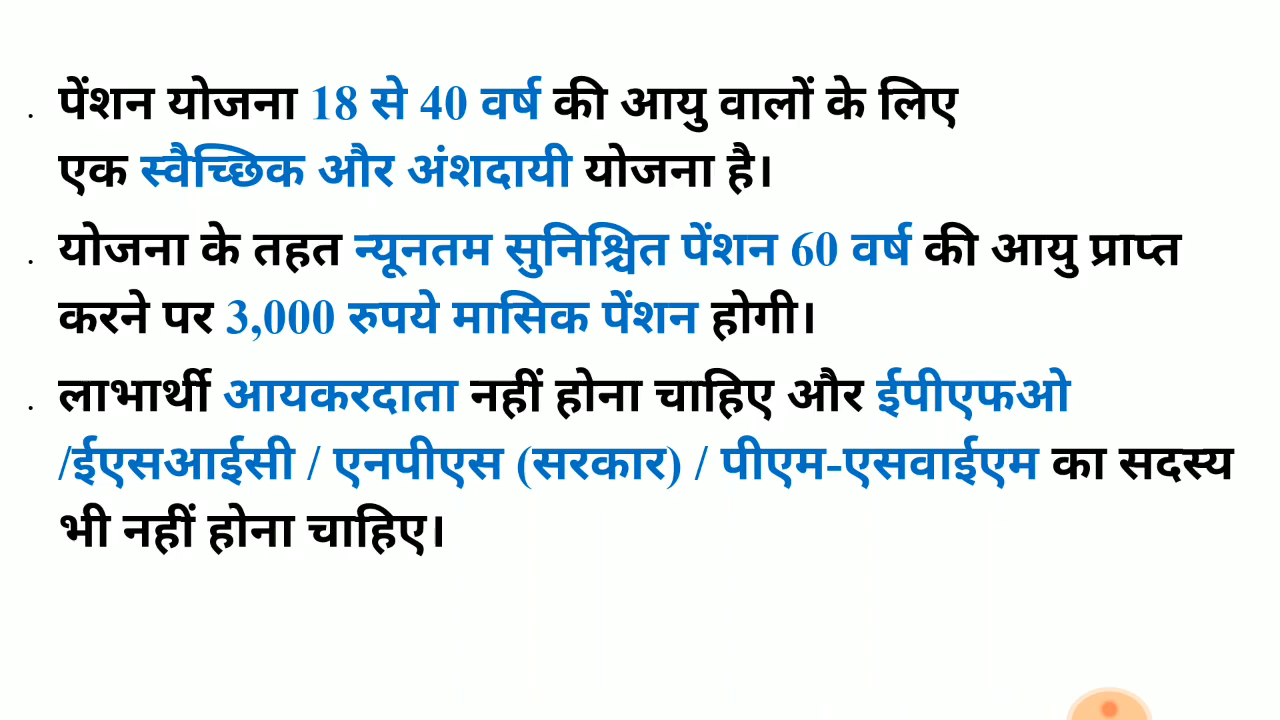 . पेंशन योजना 18 से 40 वर्ष की आयु वालों के लिए
एक स्वैच्छिक और अंशदायी योजना है।
. योजना के तहत न्यूनतम सुनिश्चित पेंशन 60 वर्ष की आयु प्राप्त
करने पर 3,000 रुपये मासिक पेंशन होगी।
. लाभार्थी आयकरदाता नहीं होना चाहिए और ईपीएफओ
/ईएसआईसी / एनपीएस (सरकार) / पीएम-एसवाईएम का सदस्य
भी नहीं होना चाहिए।